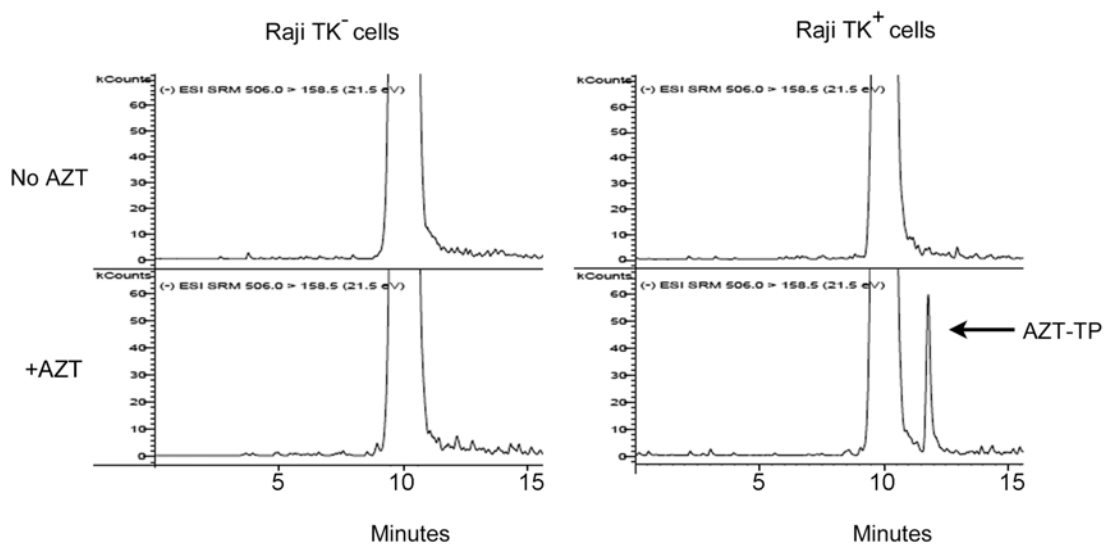 Raji TK⁻ cells
Raji TK⁺ cells
No AZT
kCounts
(-) ESI SRM 506.0 > 158.5 (21.5 eV)
60
50
40
30
20
10
0
kCounts
(-) ESI SRM 506.0 > 158.5 (21.5 eV)
60
50
40
30
20
10
0
+AZT
kCounts
(-) ESI SRM 506.0 > 158.5 (21.5 eV)
60
50
40
30
20
10
0
5 10 15
Minutes
kCounts
(-) ESI SRM 506.0 > 158.5 (21.5 eV)
60
50
40
30
20
10
0
AZT-TP
5 10 15
Minutes